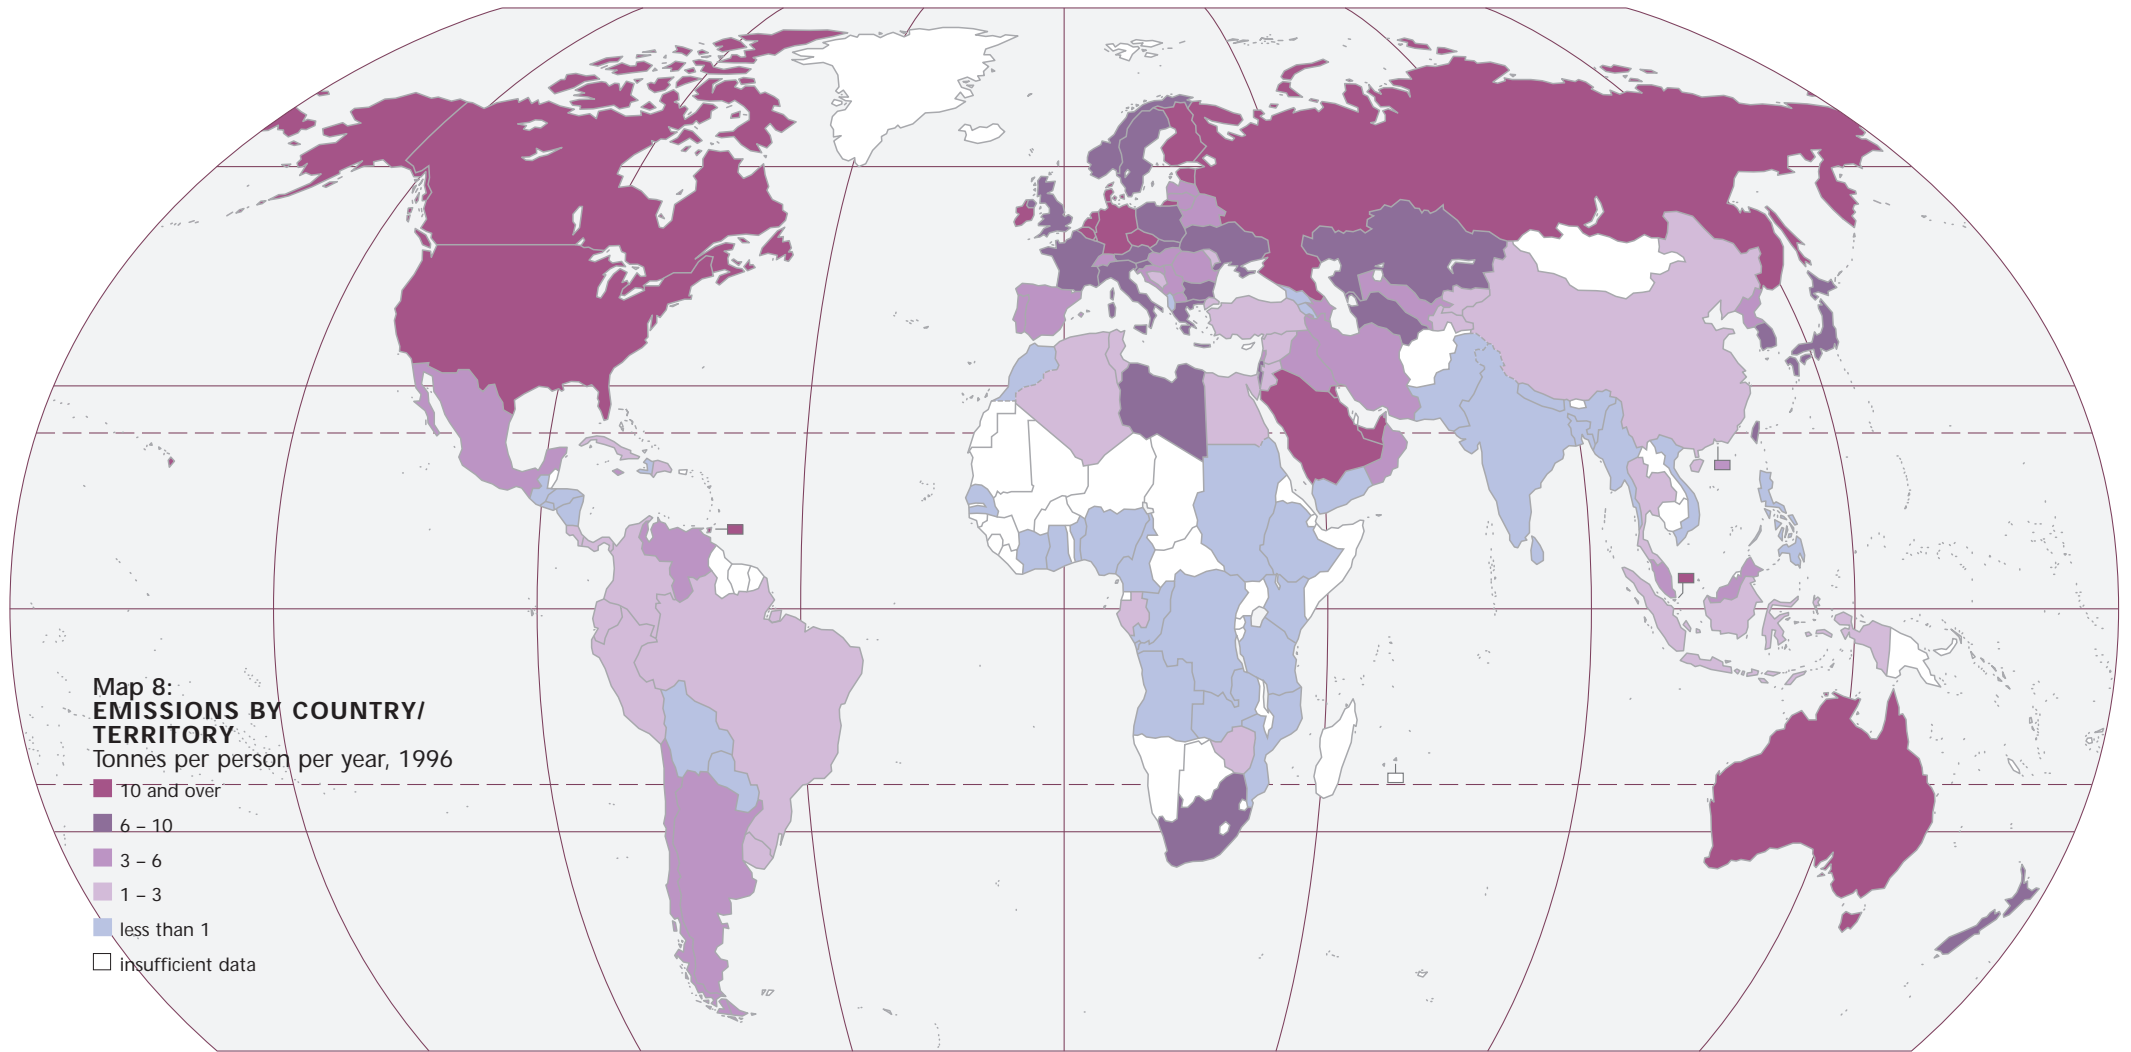 Map 8:
EMISSIONS BY COUNTRY/
TERRITORY
Tonnes per person per year, 1996
10 and over
6 – 10
3 – 6
1 – 3
less than 1
insufficient data